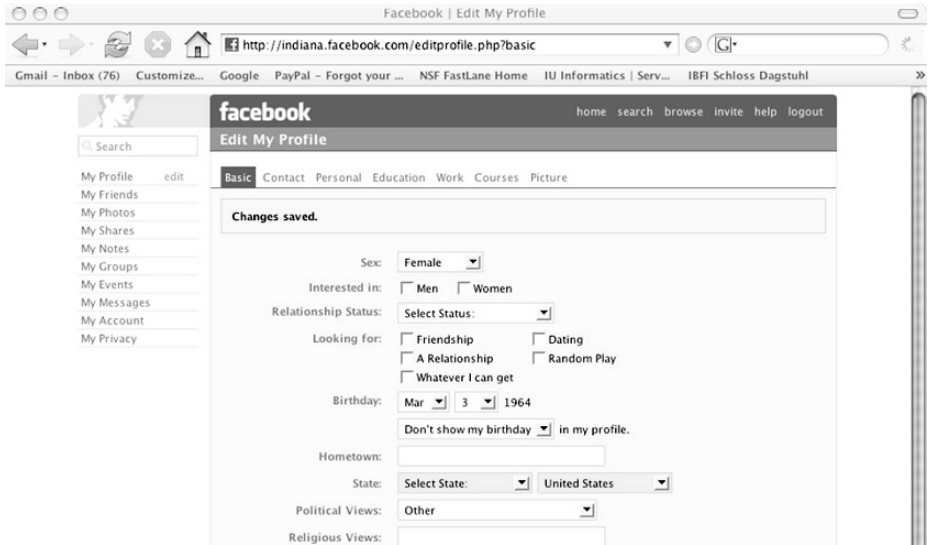 Facebook | Edit My Profile
http://indiana.facebook.com/editprofile.php?basic G
Gmail – Inbox (76) Customize... Google PayPal – Forgot your ... NSF FastLane Home IU Informatics | Serv... IBFI Schloss Dagstuhl »
facebook home search browse invite help logout
Edit My Profile
Search
My Profile edit
My Friends
My Photos
My Shares
My Notes
My Groups
My Events
My Messages
My Account
My Privacy
Basic Contact Personal Education Work Courses Picture
Changes saved.
Sex: Female
Interested in: Men Women
Relationship Status: Select Status:
Looking for: Friendship Dating
A Relationship Random Play
Whatever I can get
Birthday: Mar 3 1964
Don't show my birthday in my profile.
Hometown:
State: Select State: United States
Political Views: Other
Religious Views: